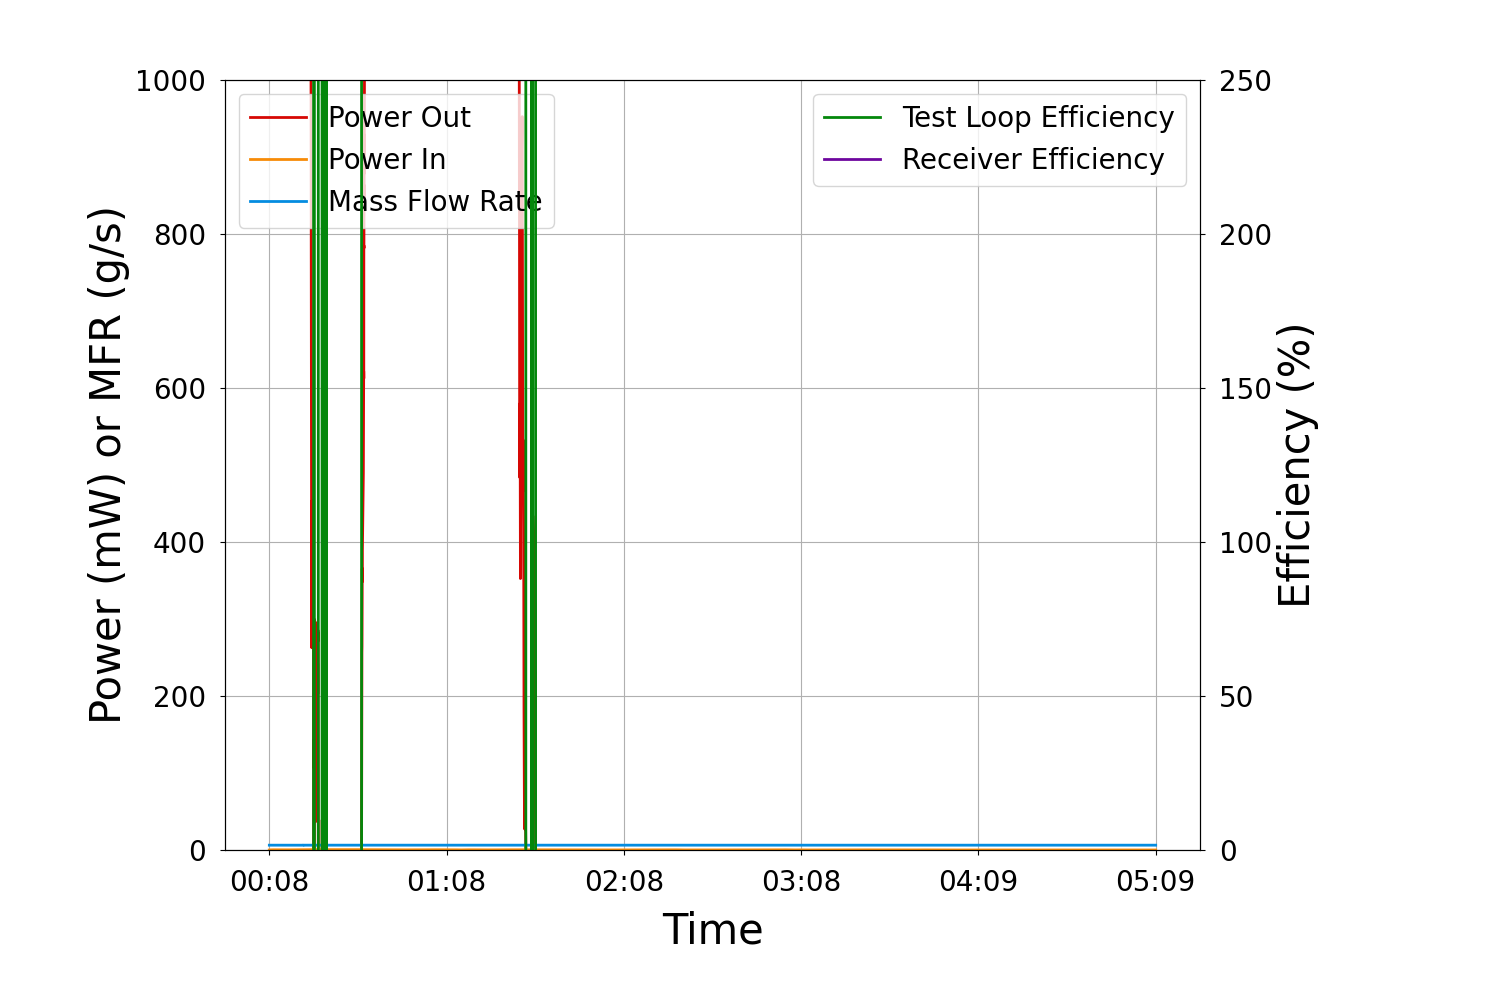 Power Out
Power In
Mass Flow Rate
Test Loop Efficiency
Receiver Efficiency
1000
800
600
400
200
0
250
200
150
100
50
0
Power (mW) or MFR (g/s)
Efficiency (%)
00:08 01:08 02:08 03:08 04:09 05:09
Time